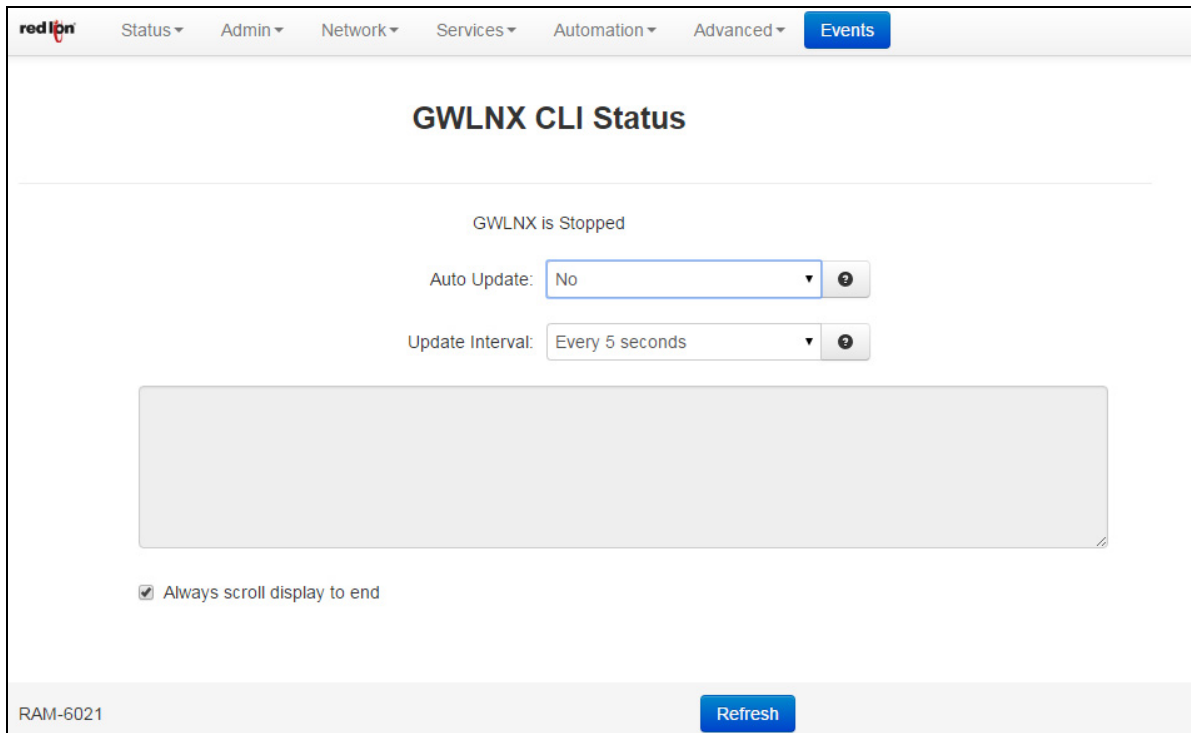 red lion Status Admin Network Services Automation Advanced Events
GWLNX CLI Status
GWLNX is Stopped
Auto Update: No
Update Interval: Every 5 seconds
Always scroll display to end
RAM-6021 Refresh